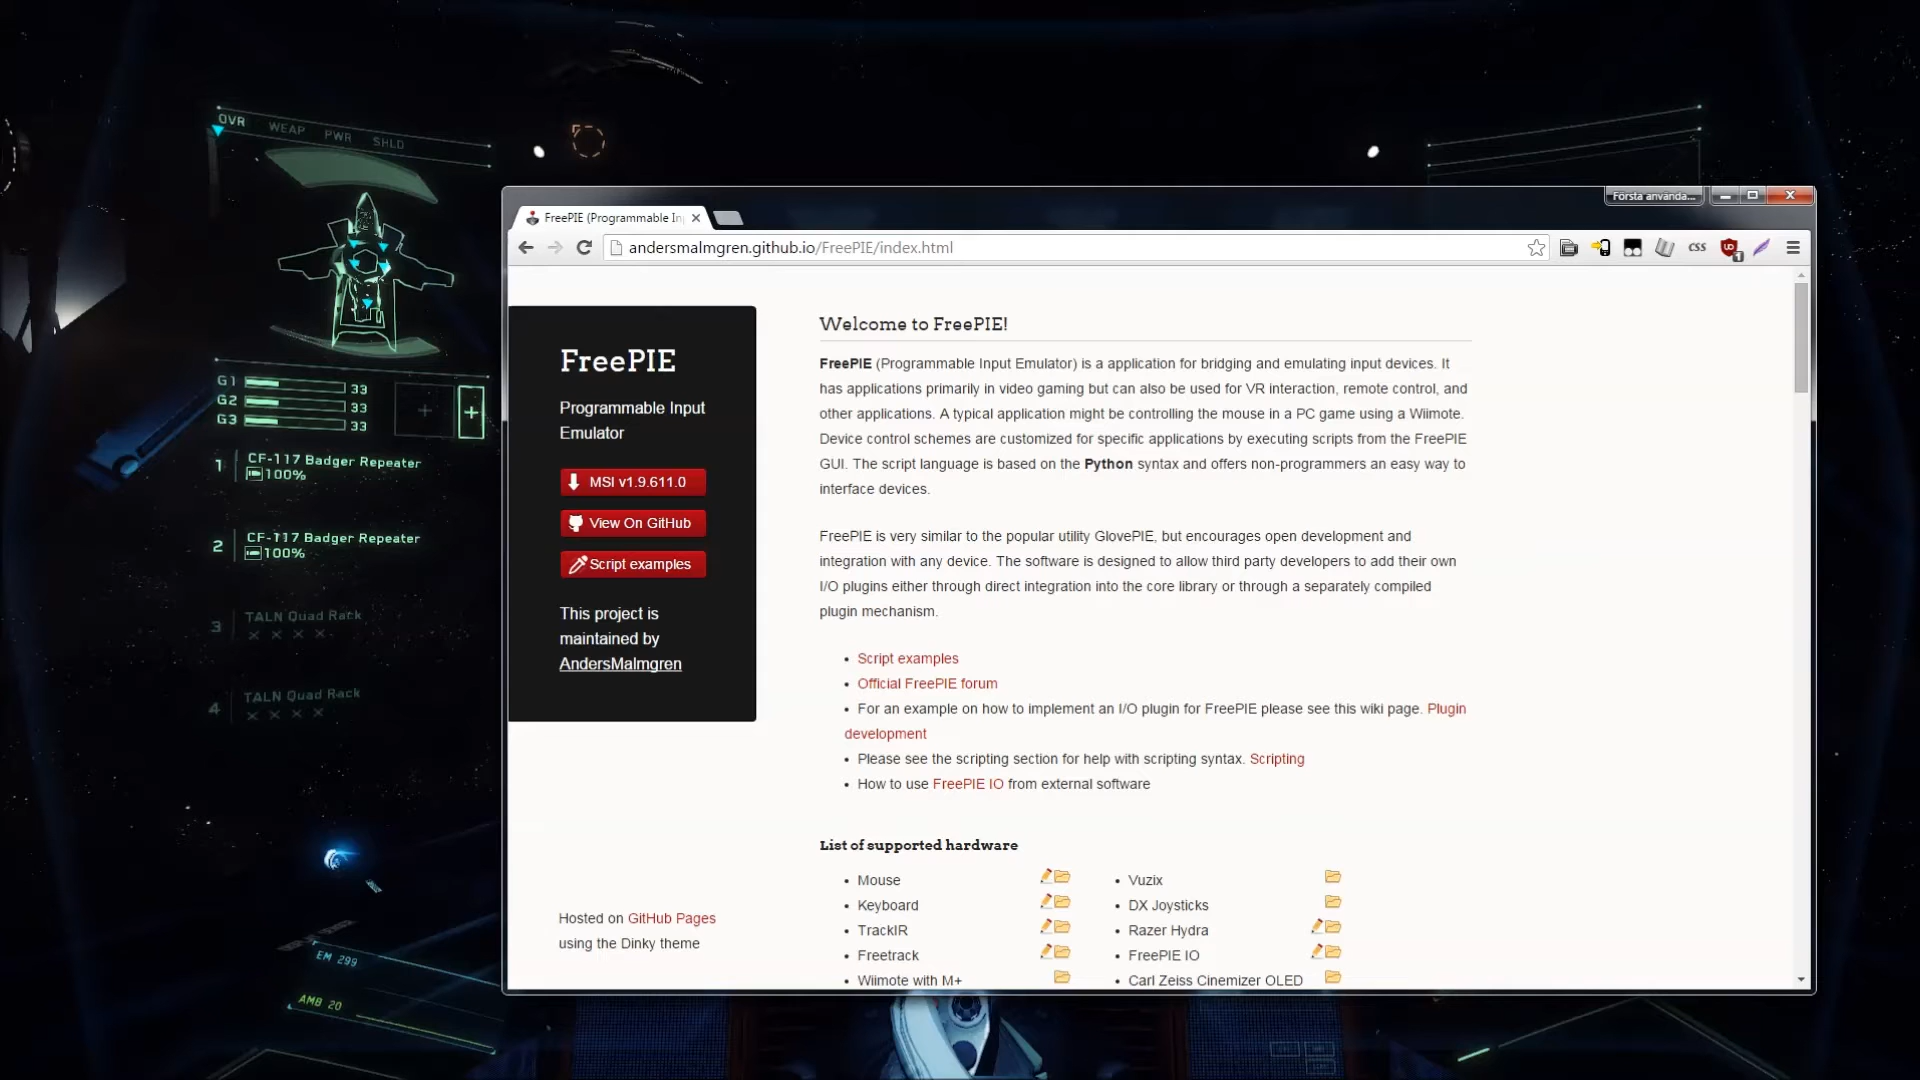 OVR WEAP PWR SHLD
G1 33
G2 33
G3 33
1 CF-117 Badger Repeater
100%
2 CF-117 Badger Repeater
100%
3 TALN Quad Rack
4 TALN Quad Rack
EM 299
AMB 20
Första använda...
FreePIE (Programmable In
andersmalmgren.github.io/FreePIE/index.html
CSS
1
FreePIE
Programmable Input
Emulator
MSI v1.9.611.0
View On GitHub
Script examples
This project is
maintained by
AndersMalmgren
Hosted on GitHub Pages
using the Dinky theme
Welcome to FreePIE!
FreePIE (Programmable Input Emulator) is a application for bridging and emulating input devices. It
has applications primarily in video gaming but can also be used for VR interaction, remote control, and
other applications. A typical application might be controlling the mouse in a PC game using a Wiimote.
Device control schemes are customized for specific applications by executing scripts from the FreePIE
GUI. The script language is based on the Python syntax and offers non-programmers an easy way to
interface devices.
FreePIE is very similar to the popular utility GlovePIE, but encourages open development and
integration with any device. The software is designed to allow third party developers to add their own
I/O plugins either through direct integration into the core library or through a separately compiled
plugin mechanism.
• Script examples
• Official FreePIE forum
• For an example on how to implement an I/O plugin for FreePIE please see this wiki page. Plugin
development
• Please see the scripting section for help with scripting syntax. Scripting
• How to use FreePIE IO from external software
List of supported hardware
• Mouse
• Keyboard
• TrackIR
• Freetrack
• Wiimote with M+
• Vuzix
• DX Joysticks
• Razer Hydra
• FreePIE IO
• Carl Zeiss Cinemizer OLED